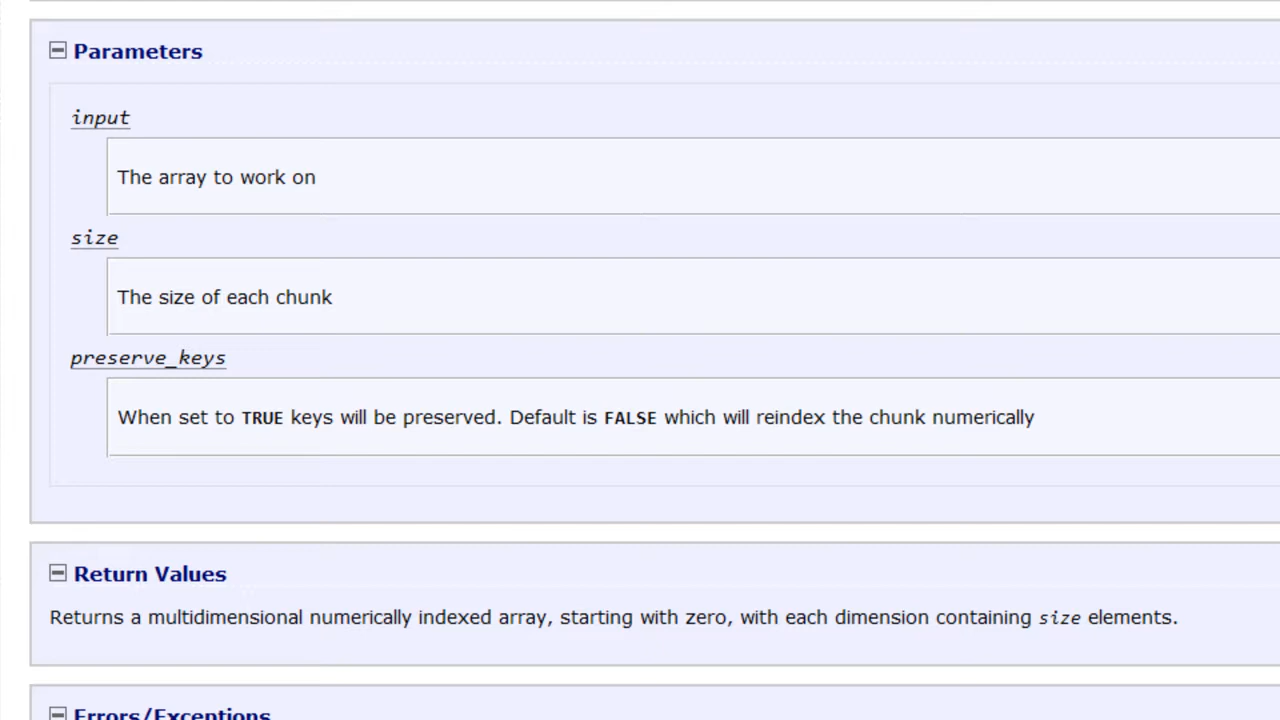 Parameters
input
The array to work on
size
The size of each chunk
preserve_keys
When set to TRUE keys will be preserved. Default is FALSE which will reindex the chunk numerically
Return Values
Returns a multidimensional numerically indexed array, starting with zero, with each dimension containing size elements.
Errors/Exceptions